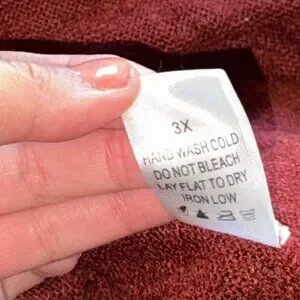 3X
HAND WASH COLD
DO NOT BLEACH
LAY FLAT TO DRY
IRON LOW